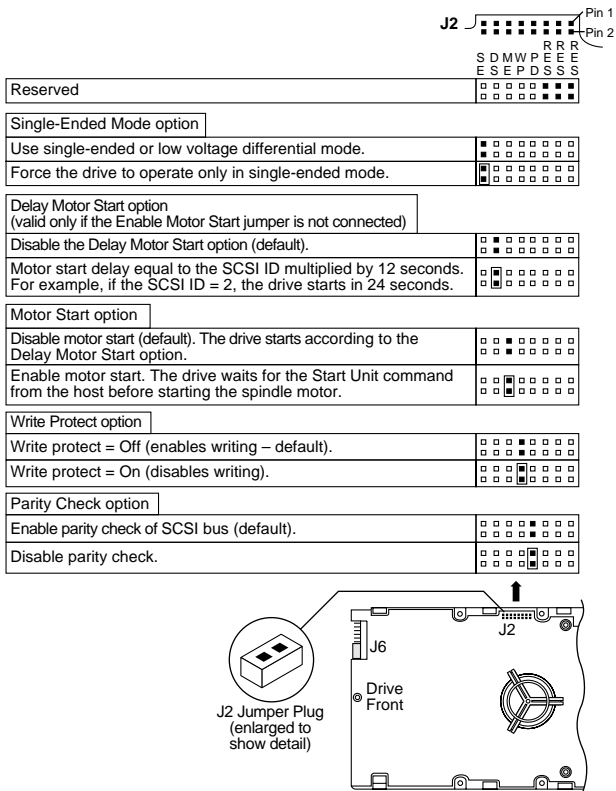 J2
Pin 1
Pin 2
R R R
S D M W P E E E
E S E P D S S S
Reserved
Single-Ended Mode option
Use single-ended or low voltage differential mode.
Force the drive to operate only in single-ended mode.
Delay Motor Start option
(valid only if the Enable Motor Start jumper is not connected)
Disable the Delay Motor Start option (default).
Motor start delay equal to the SCSI ID multiplied by 12 seconds.
For example, if the SCSI ID = 2, the drive starts in 24 seconds.
Motor Start option
Disable motor start (default). The drive starts according to the
Delay Motor Start option.
Enable motor start. The drive waits for the Start Unit command
from the host before starting the spindle motor.
Write Protect option
Write protect = Off (enables writing – default).
Write protect = On (disables writing).
Parity Check option
Enable parity check of SCSI bus (default).
Disable parity check.
J2
J6
Drive
Front
J2 Jumper Plug
(enlarged to
show detail)